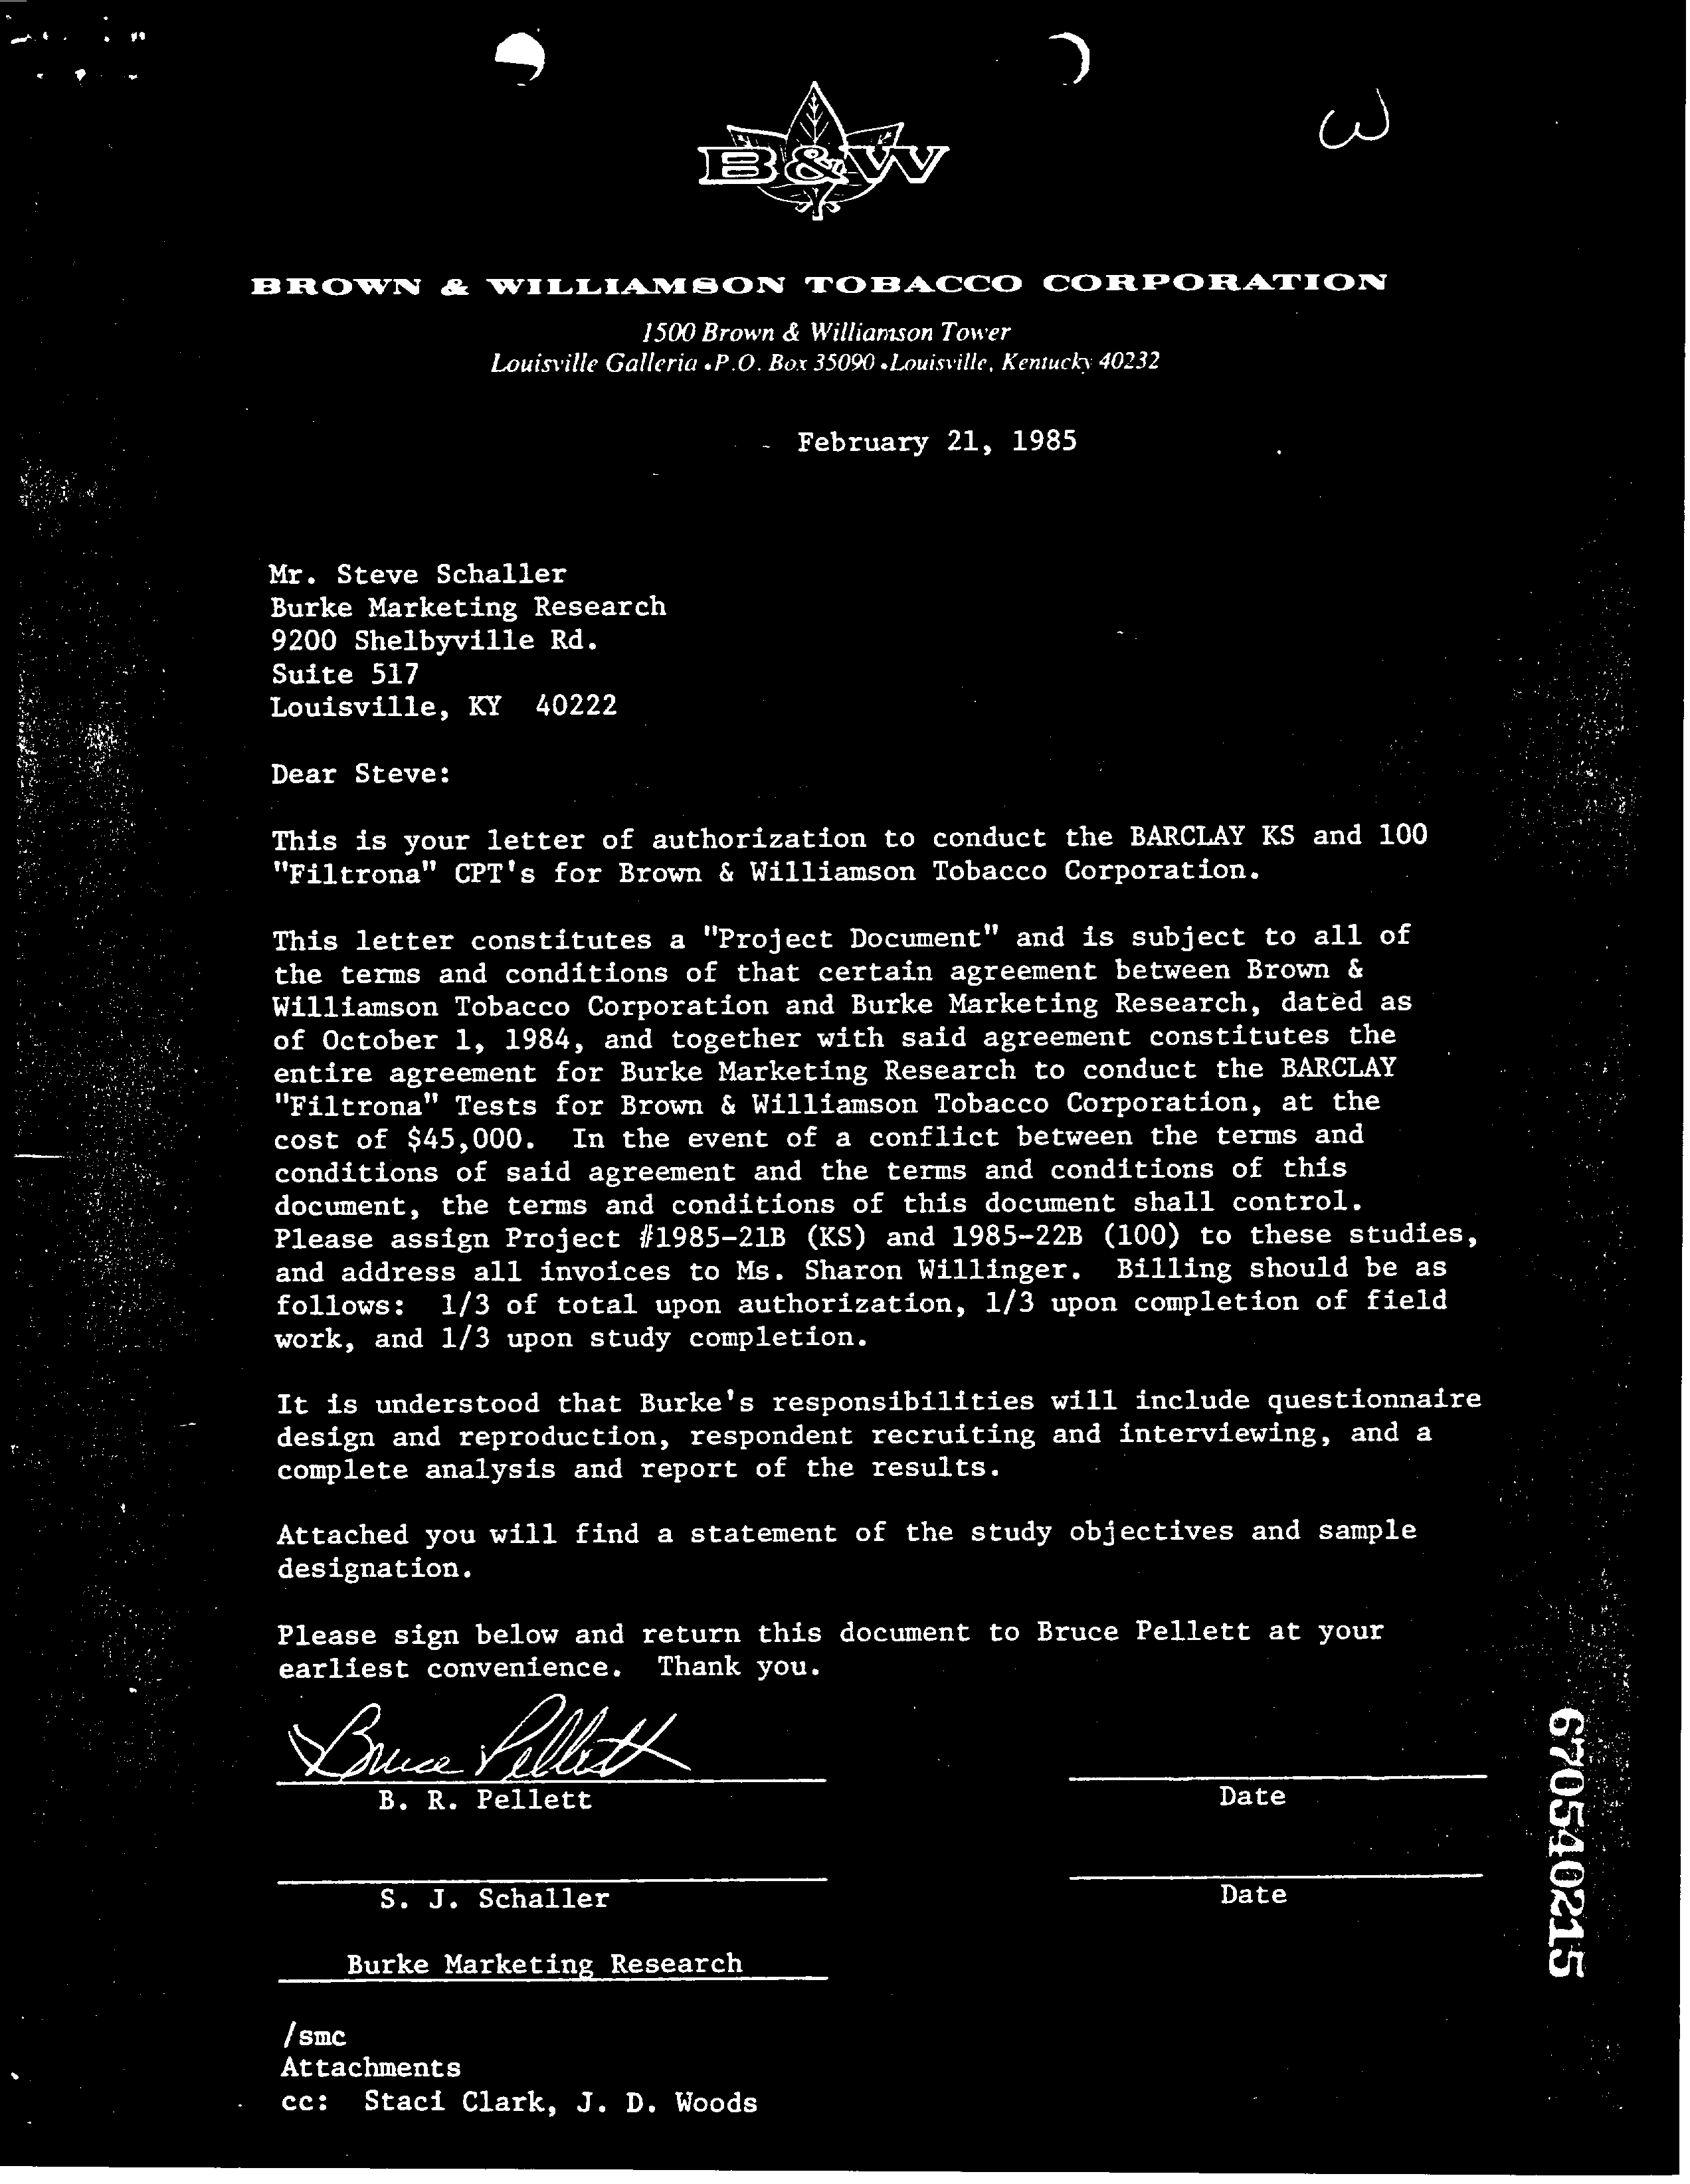 W
B&W
BROWN & WILLIAMSON TOBACCO CORPORATION
1500 Brown & Williamson Tower
Louisville Galleria • P.O. Box 35090 • Louisville, Kentucky 40232
February 21, 1985
Mr. Steve Schaller
Burke Marketing Research
9200 Shelbyville Rd.
Suite 517
Louisville, KY 40222
Dear Steve:
This is your letter of authorization to conduct the BARCLAY KS and 100
"Filtrona" CPT's for Brown & Williamson Tobacco Corporation.
This letter constitutes a "Project Document" and is subject to all of
the terms and conditions of that certain agreement between Brown &
Williamson Tobacco Corporation and Burke Marketing Research, dated as
of October 1, 1984, and together with said agreement constitutes the
entire agreement for Burke Marketing Research to conduct the BARCLAY
"Filtrona" Tests for Brown & Williamson Tobacco Corporation, at the
cost of $45,000. In the event of a conflict between the terms and
conditions of said agreement and the terms and conditions of this
document, the terms and conditions of this document shall control.
Please assign Project #1985-21B (KS) and 1985-22B (100) to these studies,
and address all invoices to Ms. Sharon Willinger. Billing should be as
follows: 1/3 of total upon authorization, 1/3 upon completion of field
work, and 1/3 upon study completion.
It is understood that Burke's responsibilities will include questionnaire
design and reproduction, respondent recruiting and interviewing, and a
complete analysis and report of the results.
Attached you will find a statement of the study objectives and sample
designation.
Please sign below and return this document to Bruce Pellett at your
earliest convenience. Thank you.
Bruce Pellett
B. R. Pellett Date
S. J. Schaller Date
Burke Marketing Research
/smc
Attachments
cc: Staci Clark, J. D. Woods
670540215